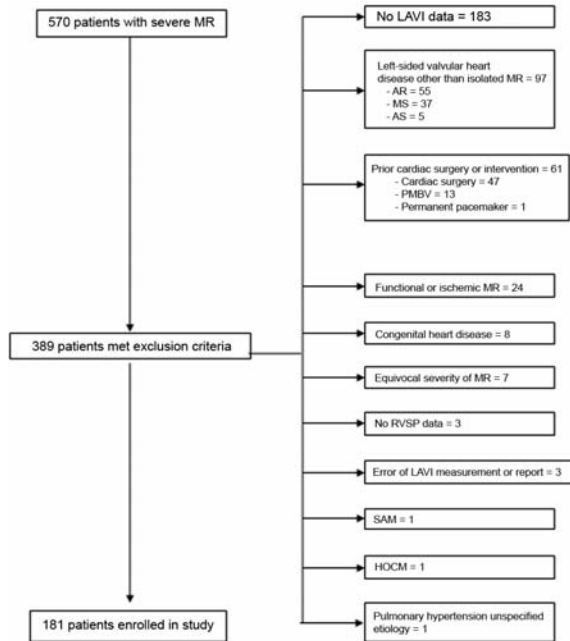 570 patients with severe MR
No LAVI data = 183
Left-sided valvular heart
disease other than isolated MR = 97
- AR = 55
- MS = 37
- AS = 5
Prior cardiac surgery or intervention = 61
- Cardiac surgery = 47
- PMBV = 13
- Permanent pacemaker = 1
Functional or ischemic MR = 24
389 patients met exclusion criteria
Congenital heart disease = 8
Equivocal severity of MR = 7
No RVSP data = 3
Error of LAVI measurement or report = 3
SAM = 1
HOCM = 1
181 patients enrolled in study
Pulmonary hypertension unspecified
etiology = 1